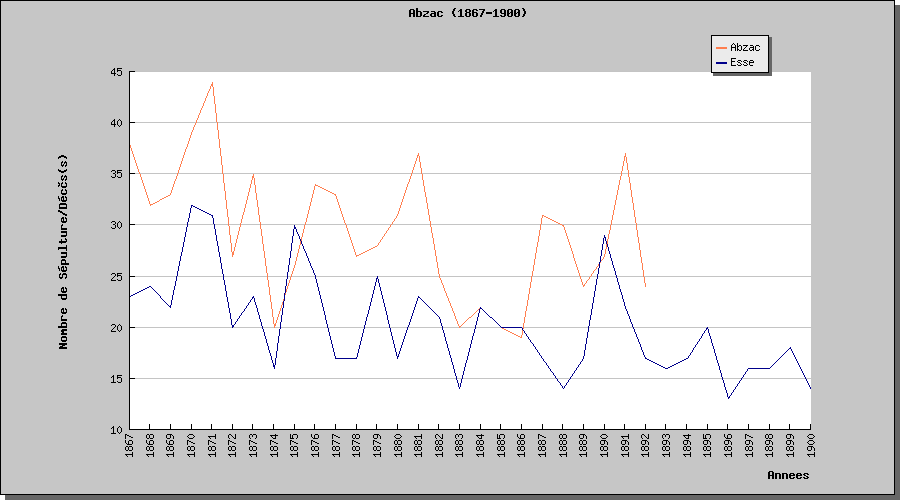 Abzac (1867-1900)
Abzac
Esse
Nombre de Sépulture/Décčs(s)
45
40
35
30
25
20
15
10
1867 1868 1869 1870 1871 1872 1873 1874 1875 1876 1877 1878 1879 1880 1881 1882 1883 1884 1885 1886 1887 1888 1889 1890 1891 1892 1893 1894 1895 1896 1897 1898 1899 1900
Annees